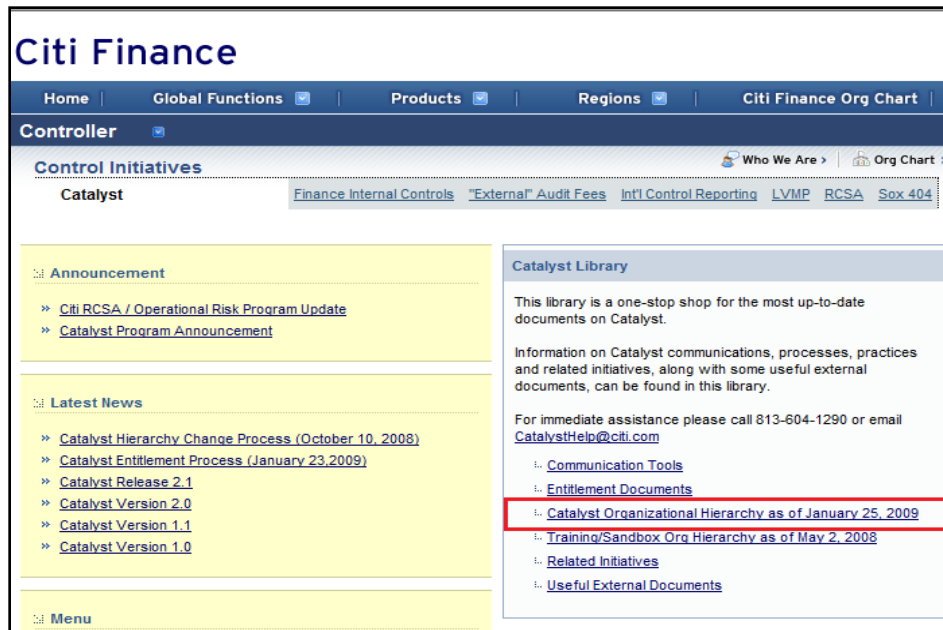 Citi Finance
Home | Global Functions | Products | Regions | Citi Finance Org Chart |
Controller
Control Initiatives
Who We Are › Org Chart ›
Catalyst Finance Internal Controls "External" Audit Fees Int'l Control Reporting LVMP RCSA Sox 404
Announcement
» Citi RCSA / Operational Risk Program Update
» Catalyst Program Announcement
Latest News
» Catalyst Hierarchy Change Process (October 10, 2008)
» Catalyst Entitlement Process (January 23,2009)
» Catalyst Release 2.1
» Catalyst Version 2.0
» Catalyst Version 1.1
» Catalyst Version 1.0
Menu
Catalyst Library
This library is a one-stop shop for the most up-to-date
documents on Catalyst.
Information on Catalyst communications, processes, practices
and related initiatives, along with some useful external
documents, can be found in this library.
For immediate assistance please call 813-604-1290 or email
CatalystHelp@citi.com
Communication Tools
Entitlement Documents
Catalyst Organizational Hierarchy as of January 25, 2009
Training/Sandbox Org Hierarchy as of May 2, 2008
Related Initiatives
Useful External Documents